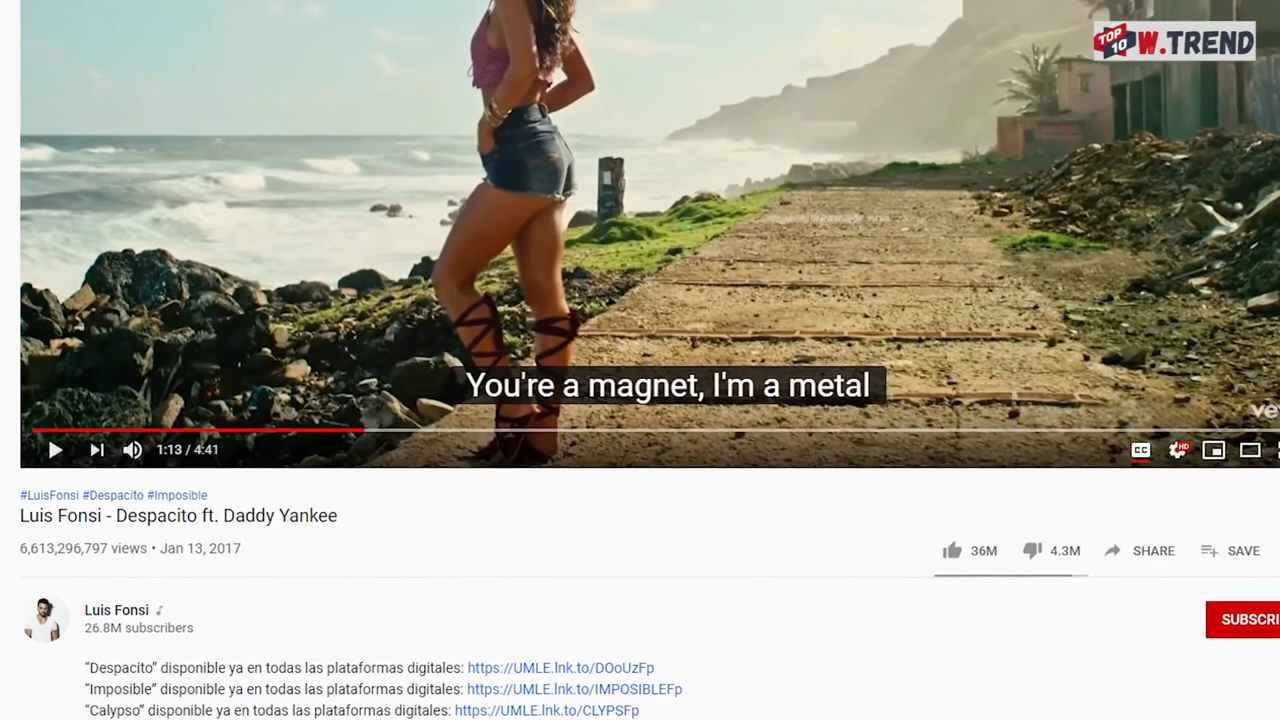 TOP 10 W.TREND
You're a magnet, I'm a metal
ve
1:13 / 4:41
CC
HD
#LuisFonsi #Despacito #Imposible
Luis Fonsi - Despacito ft. Daddy Yankee
6,613,296,797 views • Jan 13, 2017
36M 4.3M SHARE SAVE
Luis Fonsi
26.8M subscribers
SUBSCRI
“Despacito” disponible ya en todas las plataformas digitales: https://UMLE.lnk.to/DOoUzFp
“Imposible” disponible ya en todas las plataformas digitales: https://UMLE.lnk.to/IMPOSIBLEFp
“Calypso” disponible ya en todas las plataformas digitales: https://UMLE.lnk.to/CLYPSFp